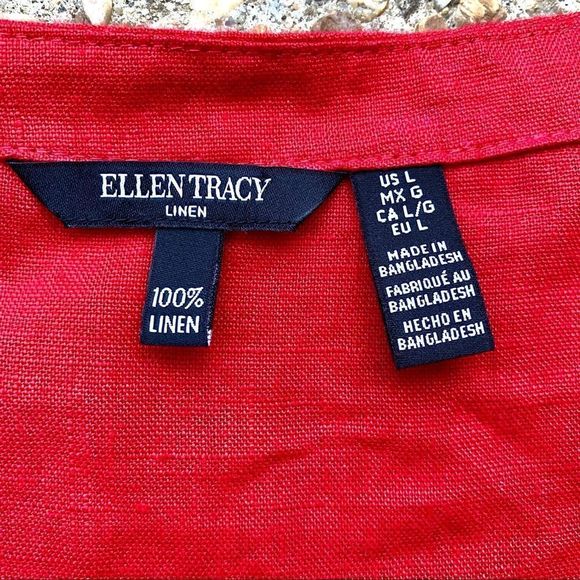 ELLEN TRACY
LINEN
100%
LINEN
US L
MX G
CA L/G
EU L
MADE IN
BANGLADESH
FABRIQUÉ AU
BANGLADESH
HECHO EN
BANGLADESH